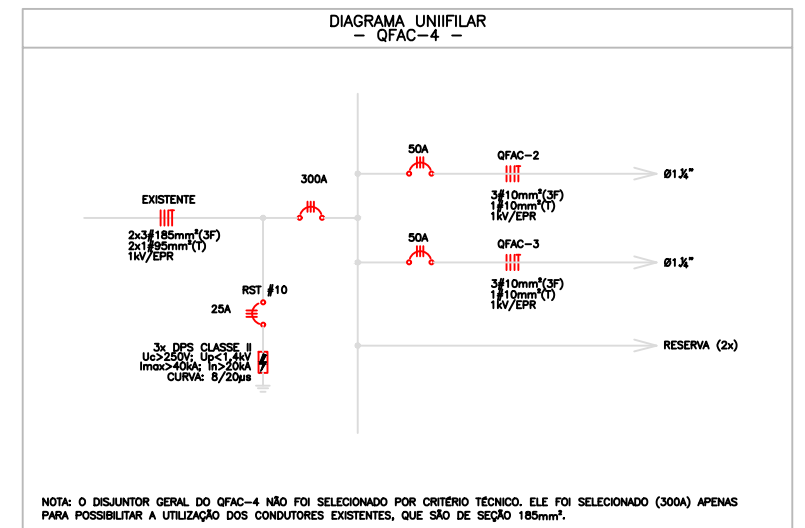 DIAGRAMA UNIIFILAR
- QFAC-4 -
EXISTENTE
2x3#185mm²(3F)
2x1#95mm²(T)
1kV/EPR
300A
RST #10
25A
3x DPS CLASSE II
Uc>250V; Up<1,4kV
Imax>40kA; In>20kA
CURVA: 8/20µs
50A
QFAC-2
3#10mm²(3F)
1#10mm²(T)
1kV/EPR
Ø1¼"
50A
QFAC-3
3#10mm²(3F)
1#10mm²(T)
1kV/EPR
Ø1¼"
RESERVA (2x)
NOTA: O DISJUNTOR GERAL DO QFAC-4 NÃO FOI SELECIONADO POR CRITÉRIO TÉCNICO. ELE FOI SELECIONADO (300A) APENAS
PARA POSSIBILITAR A UTILIZAÇÃO DOS CONDUTORES EXISTENTES, QUE SÃO DE SEÇÃO 185mm².